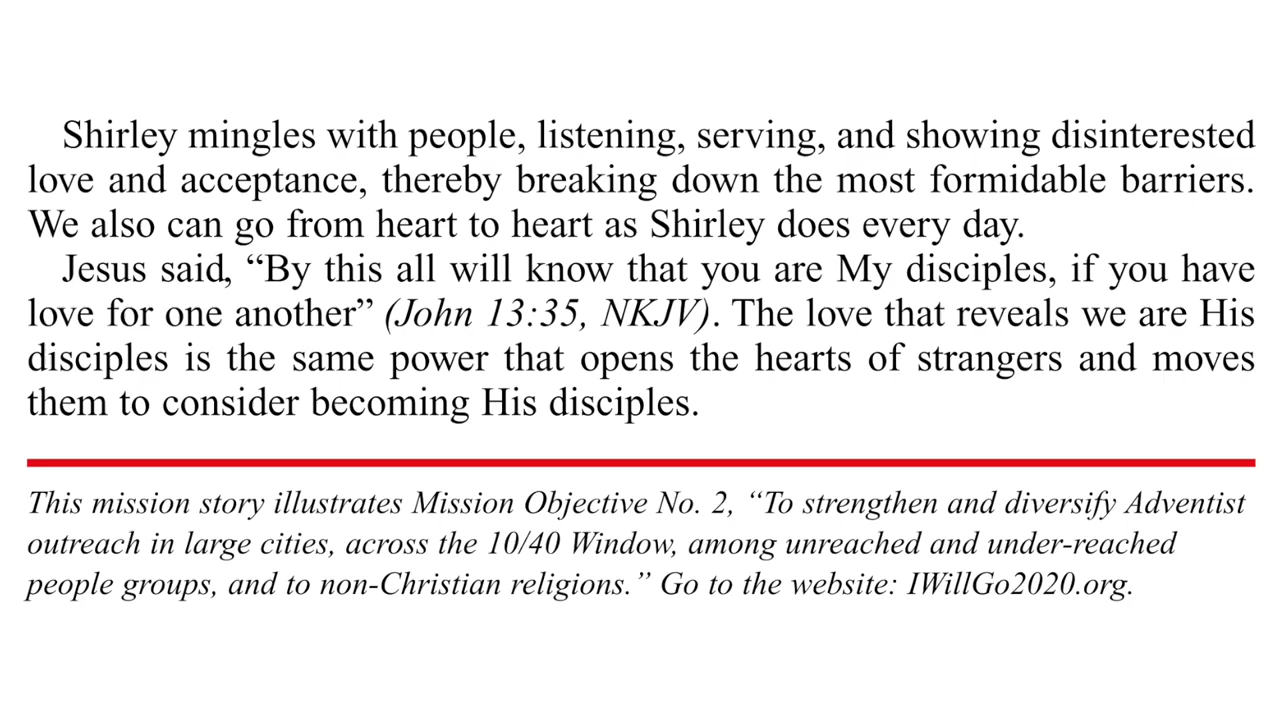 Shirley mingles with people, listening, serving, and showing disinterested
love and acceptance, thereby breaking down the most formidable barriers.
We also can go from heart to heart as Shirley does every day.
Jesus said, “By this all will know that you are My disciples, if you have
love for one another” (John 13:35, NKJV). The love that reveals we are His
disciples is the same power that opens the hearts of strangers and moves
them to consider becoming His disciples.
This mission story illustrates Mission Objective No. 2, “To strengthen and diversify Adventist
outreach in large cities, across the 10/40 Window, among unreached and under-reached
people groups, and to non-Christian religions.” Go to the website: IWillGo2020.org.